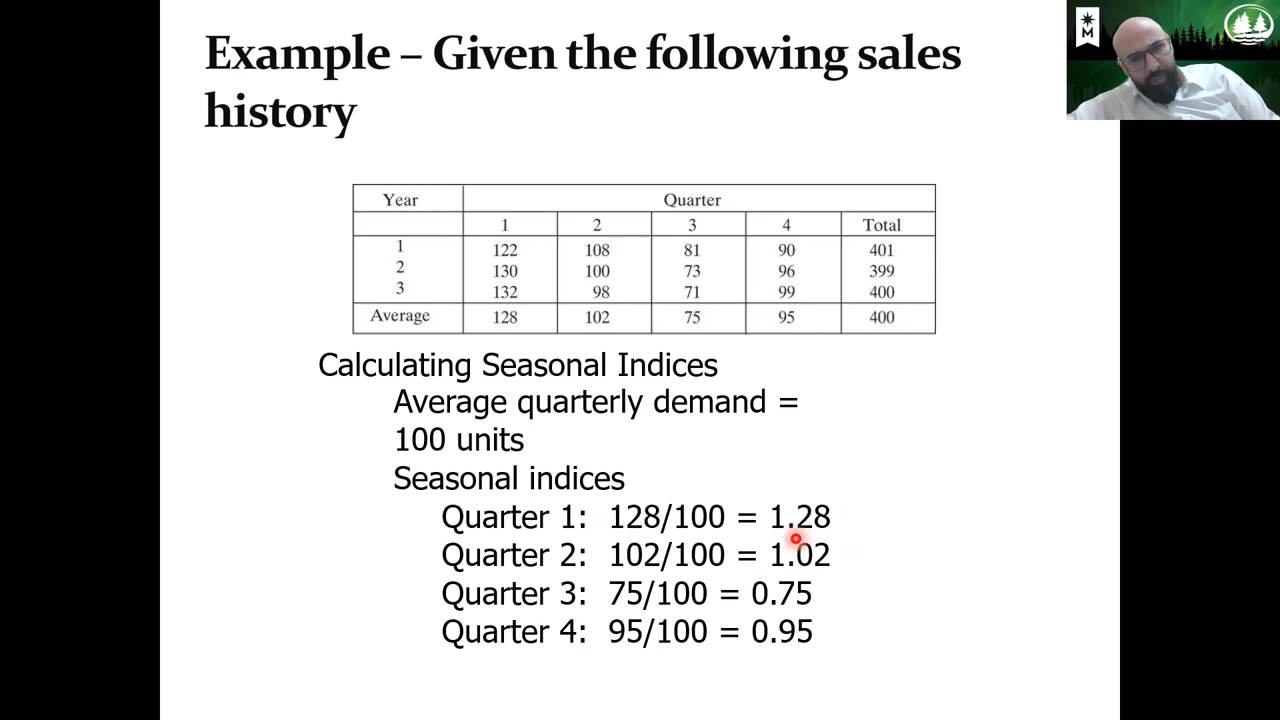 Example – Given the following sales
history
Year Quarter
1 2 3 4 Total
1 122 108 81 90 401
2 130 100 73 96 399
3 132 98 71 99 400
Average 128 102 75 95 400
Calculating Seasonal Indices
Average quarterly demand =
100 units
Seasonal indices
Quarter 1: 128/100 = 1.28
Quarter 2: 102/100 = 1.02
Quarter 3: 75/100 = 0.75
Quarter 4: 95/100 = 0.95
M